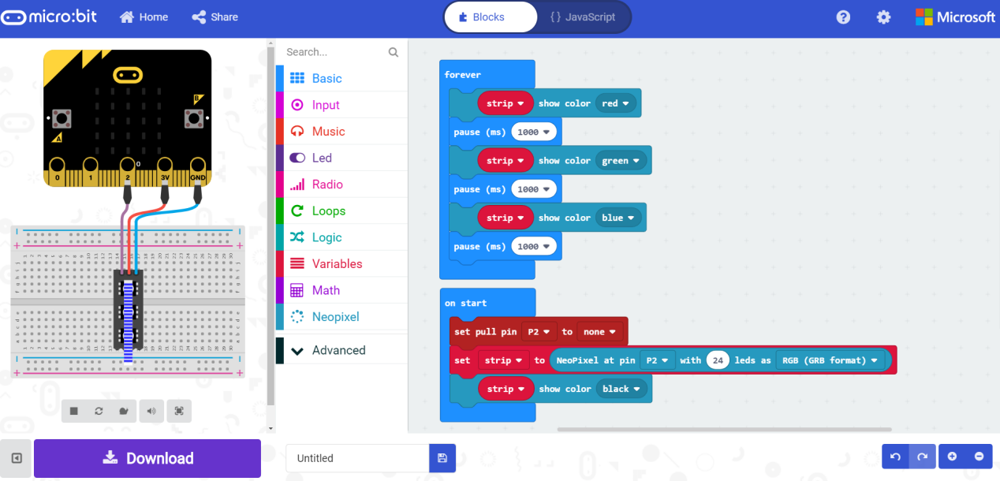 micro:bit Home Share Blocks {} JavaScript ? Microsoft
Search...
Basic
Input
Music
Led
Radio
Loops
Logic
Variables
Math
Neopixel
Advanced
B
A
0
0 1 2 3V GND
forever
strip show color red
pause (ms) 1000
strip show color green
pause (ms) 1000
strip show color blue
pause (ms) 1000
on start
set pull pin P2 to none
set strip to NeoPixel at pin P2 with 24 leds as RGB (GRB format)
strip show color black
Download
Untitled